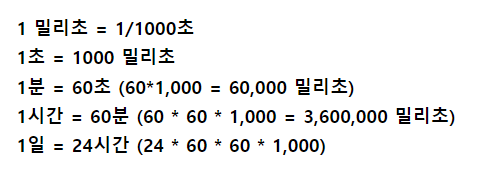 1 밀리초 = 1/1000초
1초 = 1000 밀리초
1분 = 60초 (60*1,000 = 60,000 밀리초)
1시간 = 60분 (60 * 60 * 1,000 = 3,600,000 밀리초)
1일 = 24시간 (24 * 60 * 60 * 1,000)